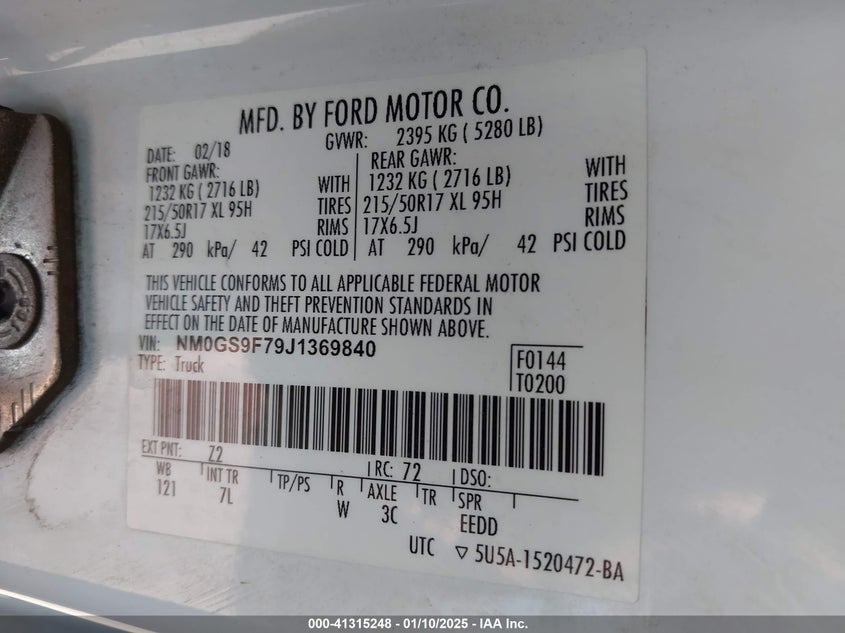 MFD. BY FORD MOTOR CO.
DATE: 02/18 GVWR: 2395 KG ( 5280 LB)
FRONT GAWR: REAR GAWR:
1232 KG ( 2716 LB) WITH 1232 KG ( 2716 LB) WITH
215/50R17 XL 95H TIRES 215/50R17 XL 95H TIRES
17X6.5J RIMS 17X6.5J RIMS
AT 290 kPa/ 42 PSI COLD AT 290 kPa/ 42 PSI COLD
THIS VEHICLE CONFORMS TO ALL APPLICABLE FEDERAL MOTOR
VEHICLE SAFETY AND THEFT PREVENTION STANDARDS IN
EFFECT ON THE DATE OF MANUFACTURE SHOWN ABOVE.
VIN: NM0GS9F79J1369840
TYPE: Truck
F0144
T0200
EXT PNT: Z2 RC: 72 DSO:
WB INT TR TP/PS R AXLE TR SPR
121 7L W 3C EEDD
UTC ▽ 5U5A-1520472-BA
000-41315248 - 01/10/2025 - IAA Inc.